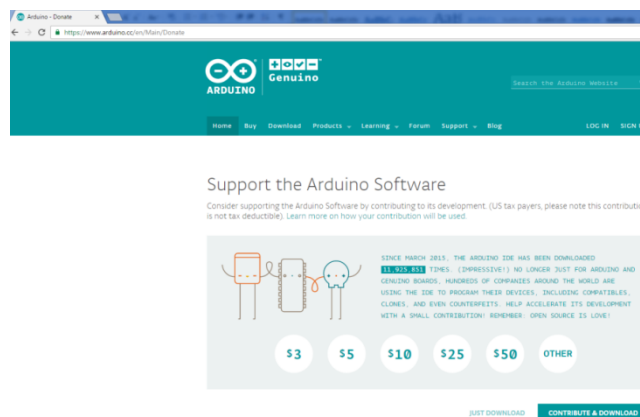 Arduino - Donate
https://www.arduino.cc/en/Main/Donate
ARDUINO
Genuino
Search the Arduino Website
Home Buy Download Products Learning Forum Support Blog LOG IN SIGN
Support the Arduino Software
Consider supporting the Arduino Software by contributing to its development. (US tax payers, please note this contributio
is not tax deductible). Learn more on how your contribution will be used.
SINCE MARCH 2015, THE ARDUINO IDE HAS BEEN DOWNLOADED
11,925,851 TIMES. (IMPRESSIVE!) NO LONGER JUST FOR ARDUINO AND
GENUINO BOARDS, HUNDREDS OF COMPANIES AROUND THE WORLD ARE
USING THE IDE TO PROGRAM THEIR DEVICES, INCLUDING COMPATIBLES,
CLONES, AND EVEN COUNTERFEITS. HELP ACCELERATE ITS DEVELOPMENT
WITH A SMALL CONTRIBUTION! REMEMBER: OPEN SOURCE IS LOVE!
$3 $5 $10 $25 $50 OTHER
JUST DOWNLOAD CONTRIBUTE & DOWNLOAD